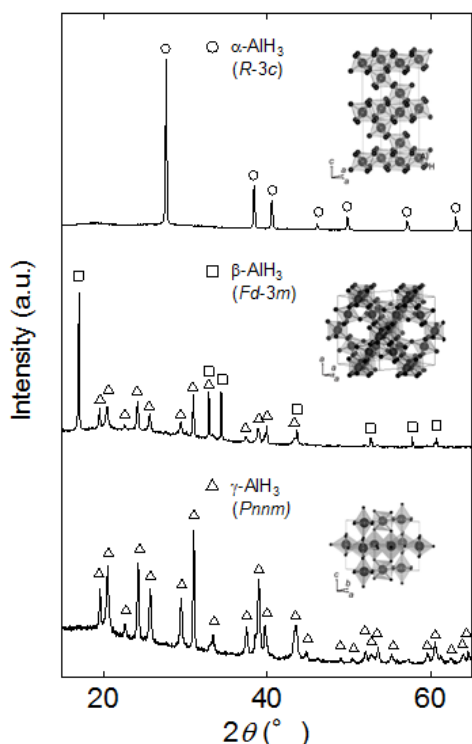 α-AlH₃
(R-3c)
c
a
a
H
β-AlH₃
(Fd-3m)
a
a
a
γ-AlH₃
(Pnnm)
c
b
a
Intensity (a.u.)
20
40
60
2θ (°)